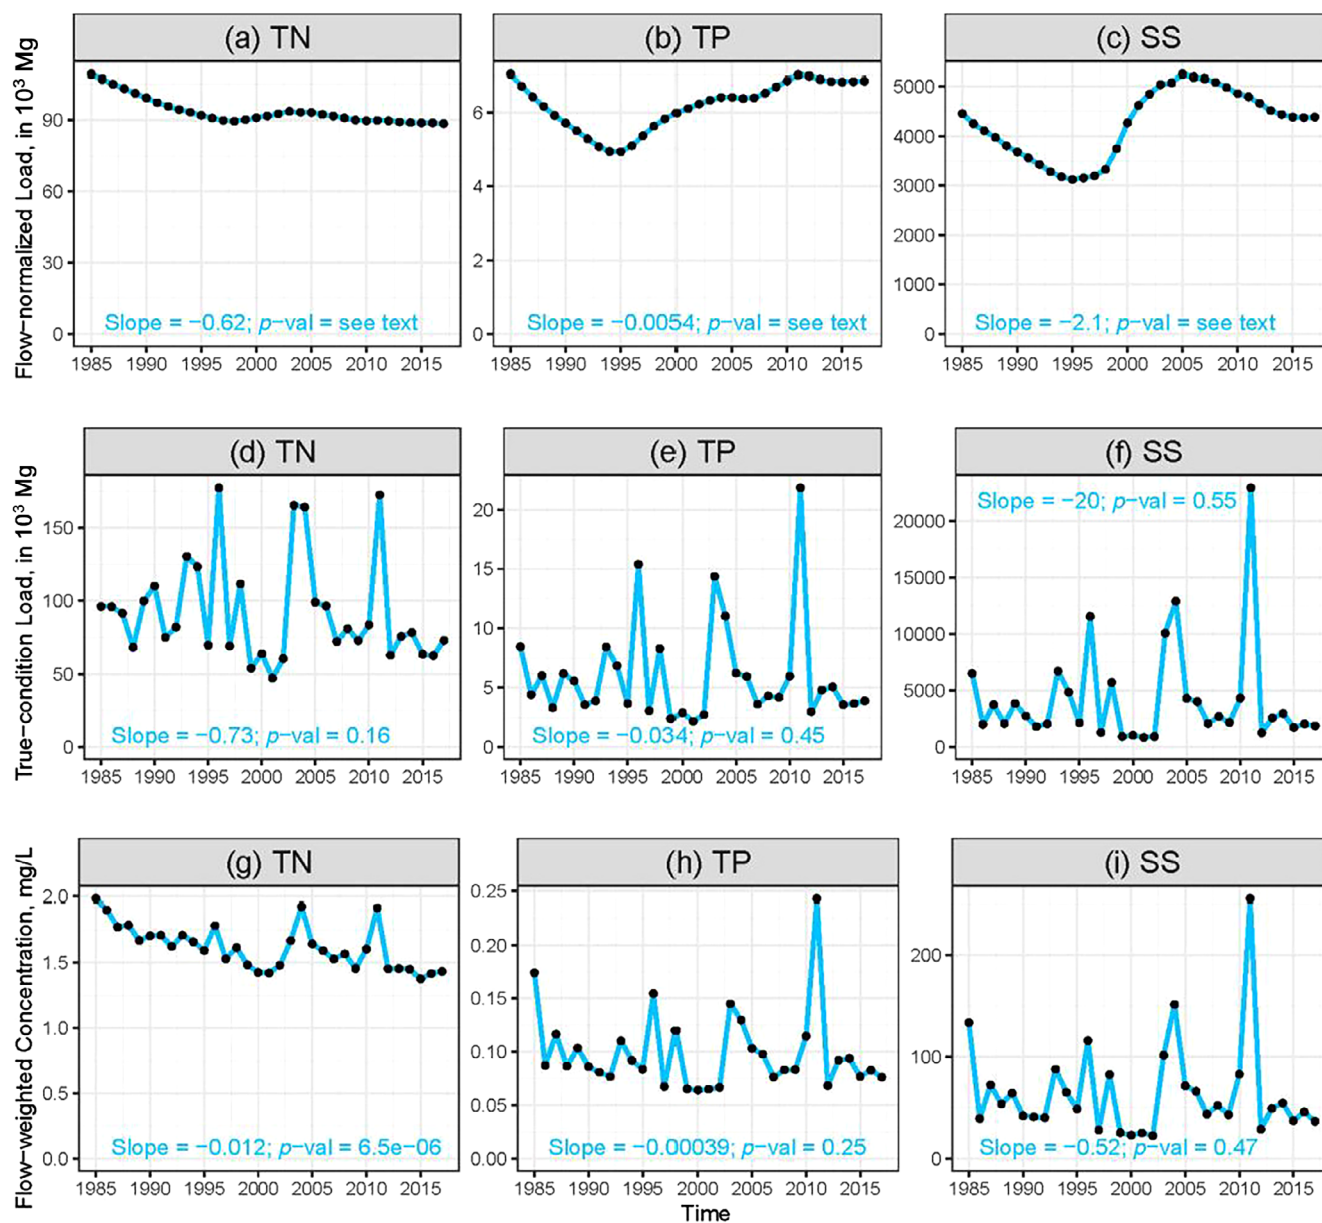 (a) TN
(b) TP
(c) SS
Flow−normalized Load, in 10³ Mg
90
60
30
0
6
4
2
0
5000
4000
3000
2000
1000
0
Slope = −0.62; p−val = see text
Slope = −0.0054; p−val = see text
Slope = −2.1; p−val = see text
1985 1990 1995 2000 2005 2010 2015
1985 1990 1995 2000 2005 2010 2015
1985 1990 1995 2000 2005 2010 2015
(d) TN
(e) TP
(f) SS
True−condition Load, in 10³ Mg
150
100
50
0
20
15
10
5
0
20000
15000
10000
5000
0
Slope = −0.73; p−val = 0.16
Slope = −0.034; p−val = 0.45
Slope = −20; p−val = 0.55
1985 1990 1995 2000 2005 2010 2015
1985 1990 1995 2000 2005 2010 2015
1985 1990 1995 2000 2005 2010 2015
(g) TN
(h) TP
(i) SS
Flow−weighted Concentration, mg/L
2.0
1.5
1.0
0.5
0.0
0.25
0.20
0.15
0.10
0.05
0.00
200
100
0
Slope = −0.012; p−val = 6.5e−06
Slope = −0.00039; p−val = 0.25
Slope = −0.52; p−val = 0.47
1985 1990 1995 2000 2005 2010 2015
1985 1990 1995 2000 2005 2010 2015
1985 1990 1995 2000 2005 2010 2015
Time